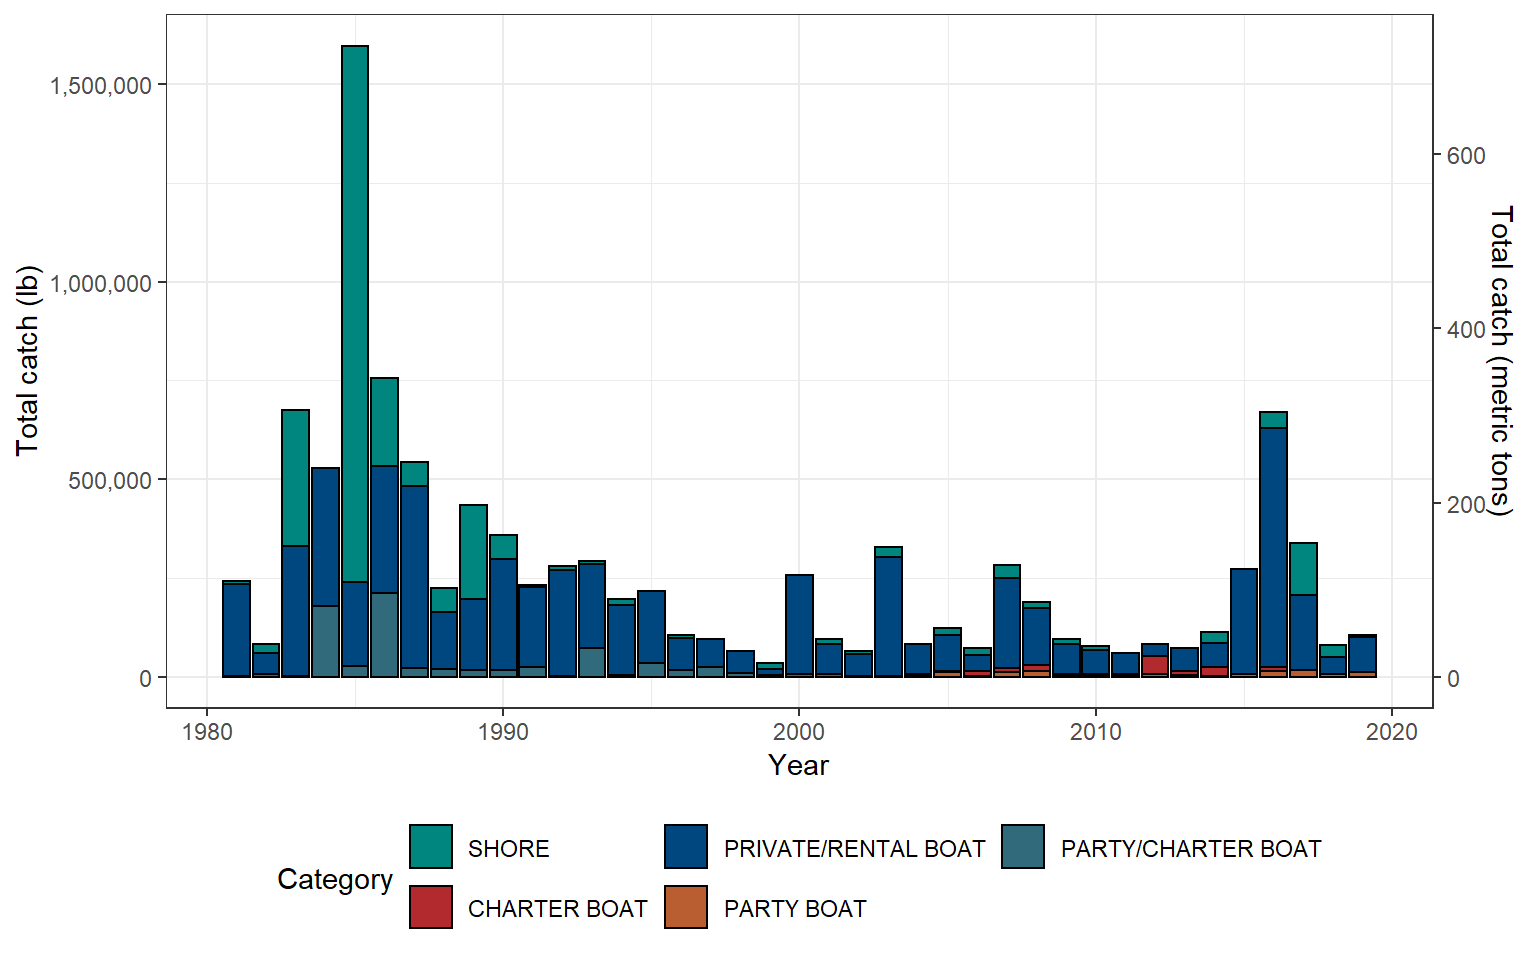 1,500,000
1,000,000
500,000
0
Total catch (lb)
600
400
200
0
Total catch (metric tons)
1980 1990 2000 2010 2020
Year
Category
SHORE PRIVATE/RENTAL BOAT PARTY/CHARTER BOAT
CHARTER BOAT PARTY BOAT